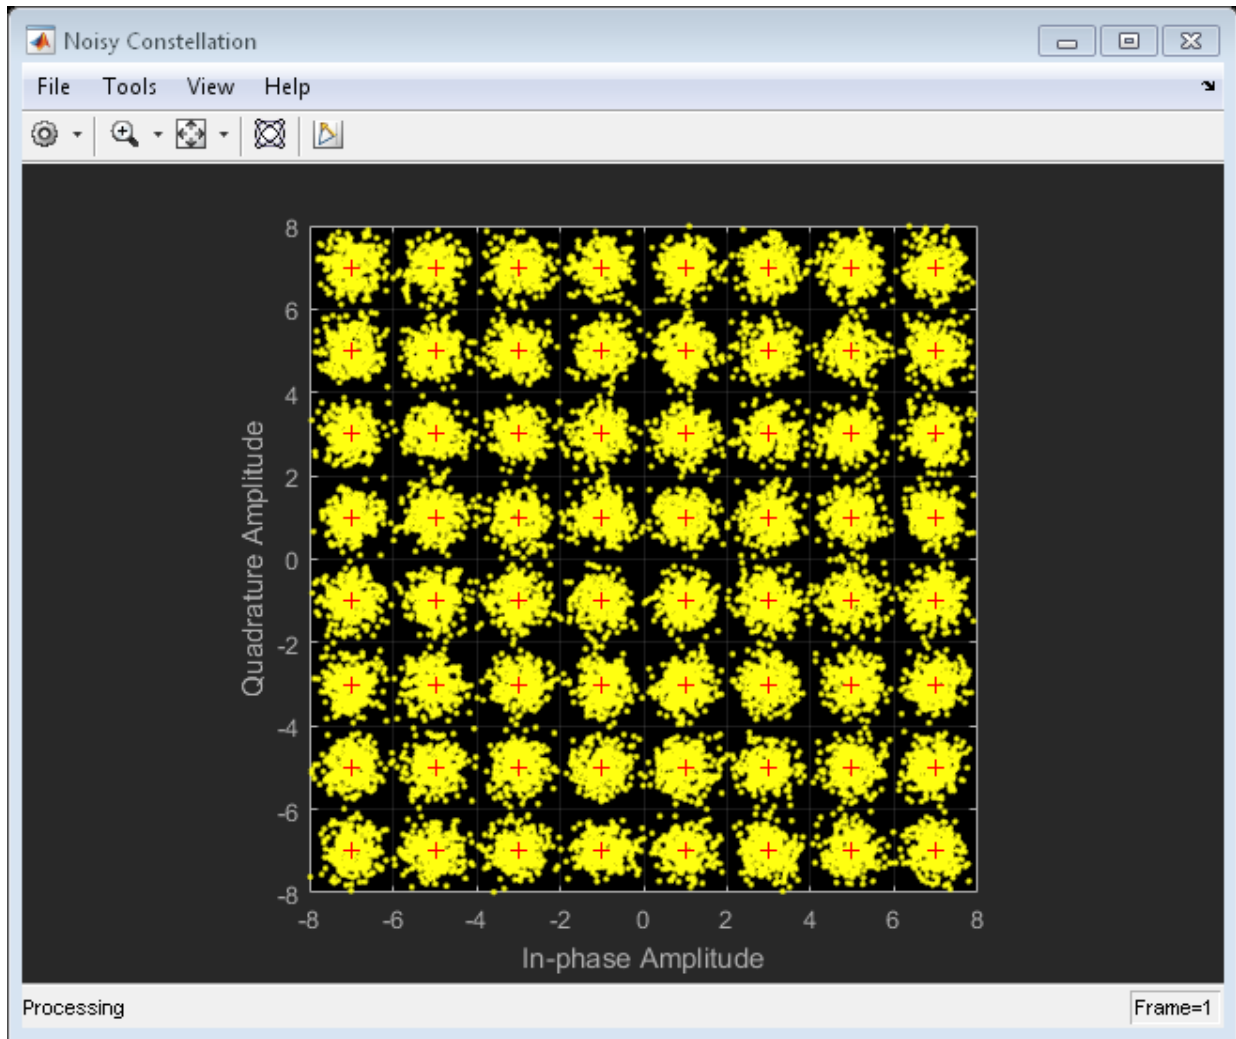 Noisy Constellation
File Tools View Help
8
6
4
2
0
-2
-4
-6
-8
Quadrature Amplitude
-8 -6 -4 -2 0 2 4 6 8
In-phase Amplitude
Processing
Frame=1